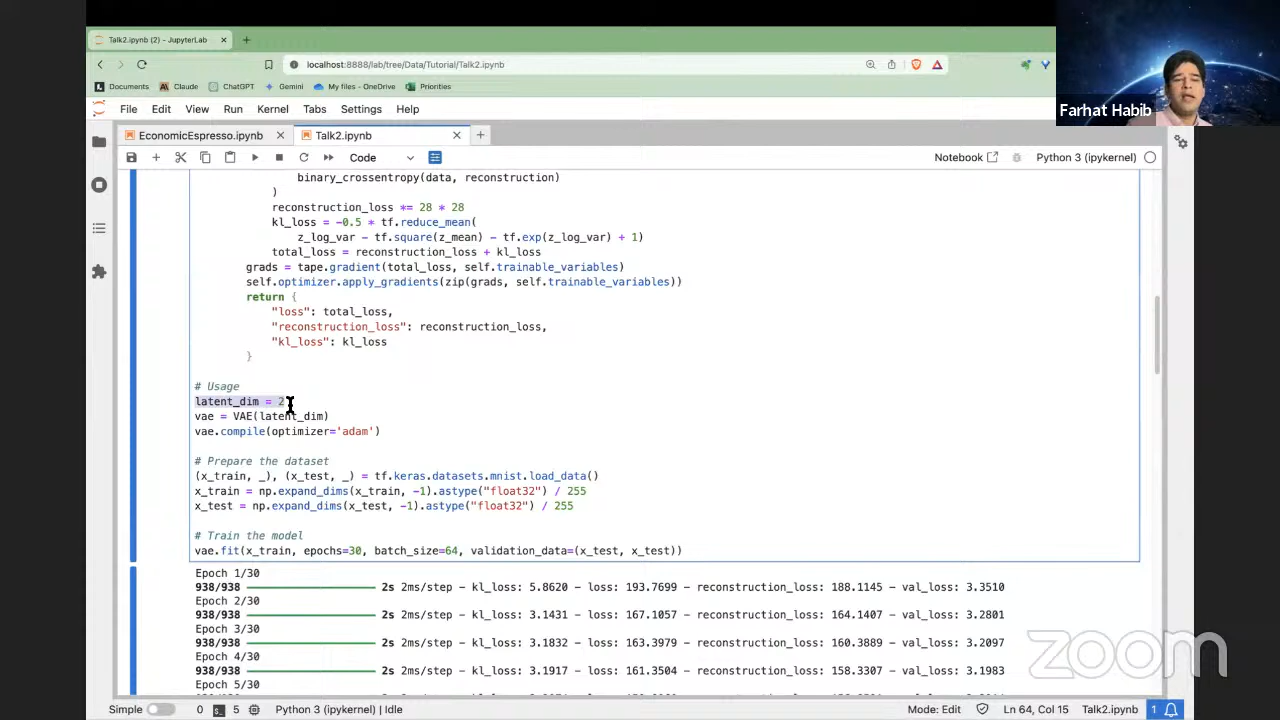 Talk2.ipynb (2) - JupyterLab
localhost:8888/lab/tree/Data/Tutorial/Talk2.ipynb
Documents Claude ChatGPT Gemini My files - OneDrive Priorities
Farhat Habib
File Edit View Run Kernel Tabs Settings Help
EconomicEspresso.ipynb Talk2.ipynb
Code Notebook Python 3 (ipykernel)
binary_crossentropy(data, reconstruction)
)
reconstruction_loss *= 28 * 28
kl_loss = -0.5 * tf.reduce_mean(
z_log_var - tf.square(z_mean) - tf.exp(z_log_var) + 1)
total_loss = reconstruction_loss + kl_loss
grads = tape.gradient(total_loss, self.trainable_variables)
self.optimizer.apply_gradients(zip(grads, self.trainable_variables))
return {
"loss": total_loss,
"reconstruction_loss": reconstruction_loss,
"kl_loss": kl_loss
}
# Usage
latent_dim = 2
vae = VAE(latent_dim)
vae.compile(optimizer='adam')
# Prepare the dataset
(x_train, _), (x_test, _) = tf.keras.datasets.mnist.load_data()
x_train = np.expand_dims(x_train, -1).astype("float32") / 255
x_test = np.expand_dims(x_test, -1).astype("float32") / 255
# Train the model
vae.fit(x_train, epochs=30, batch_size=64, validation_data=(x_test, x_test))
Epoch 1/30
938/938 2s 2ms/step - kl_loss: 5.8620 - loss: 193.7699 - reconstruction_loss: 188.1145 - val_loss: 3.3510
Epoch 2/30
938/938 2s 2ms/step - kl_loss: 3.1431 - loss: 167.1057 - reconstruction_loss: 164.1407 - val_loss: 3.2801
Epoch 3/30
938/938 2s 2ms/step - kl_loss: 3.1832 - loss: 163.3979 - reconstruction_loss: 160.3889 - val_loss: 3.2097
Epoch 4/30
938/938 2s 2ms/step - kl_loss: 3.1917 - loss: 161.3504 - reconstruction_loss: 158.3307 - val_loss: 3.1983
Epoch 5/30
zoom
Simple 0 5 Python 3 (ipykernel) | Idle Mode: Edit Ln 64, Col 15 Talk2.ipynb 1